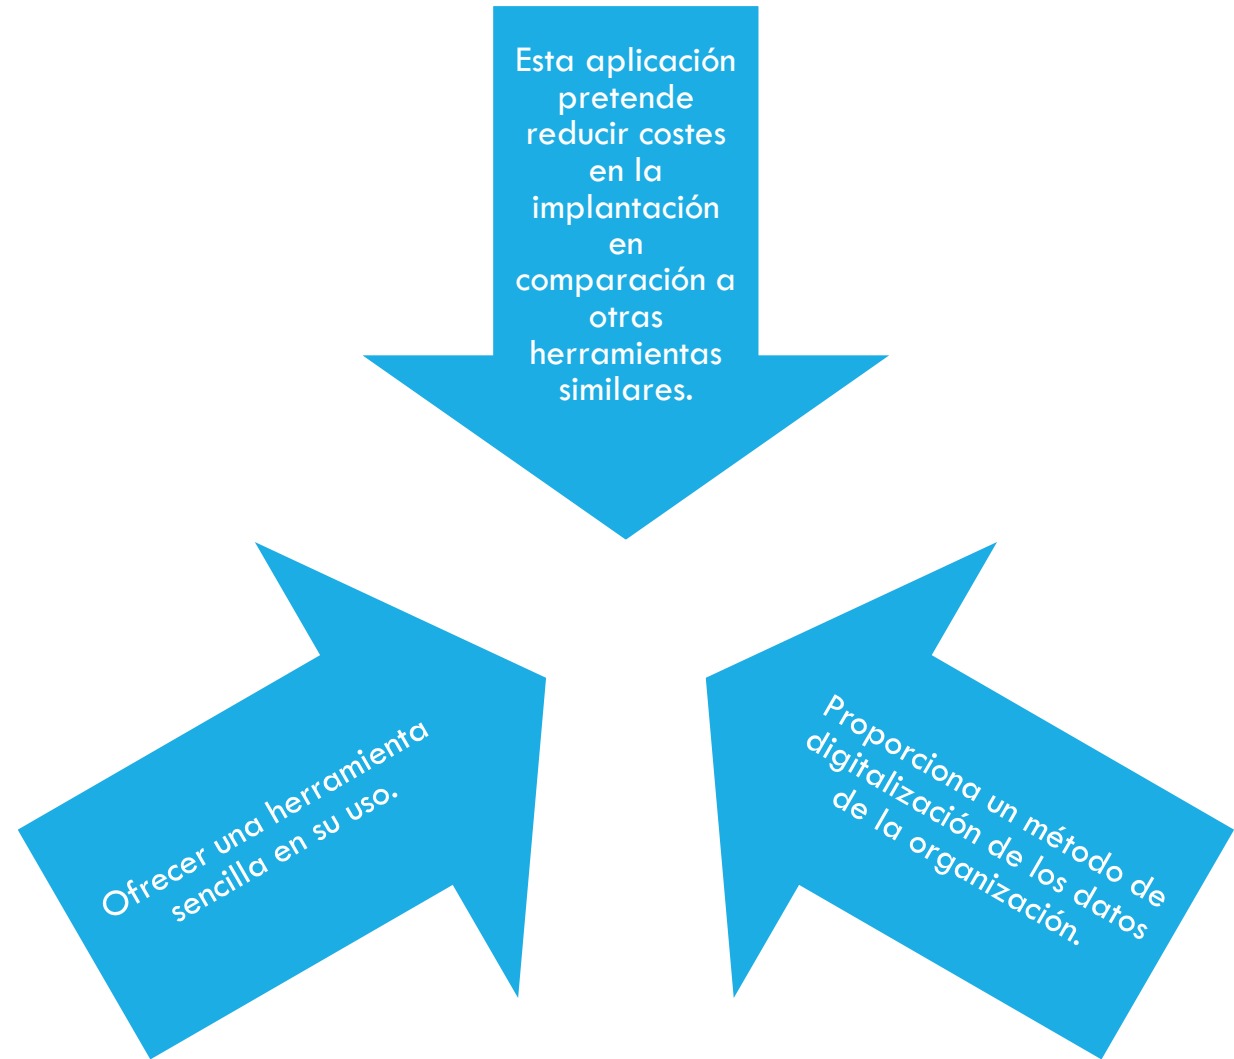 Esta aplicación
pretende
reducir costes
en la
implantación
en
comparación a
otras
herramientas
similares.
Proporciona un método de
digitalización de los datos
de la organización.
Ofrecer una herramienta
sencilla en su uso.